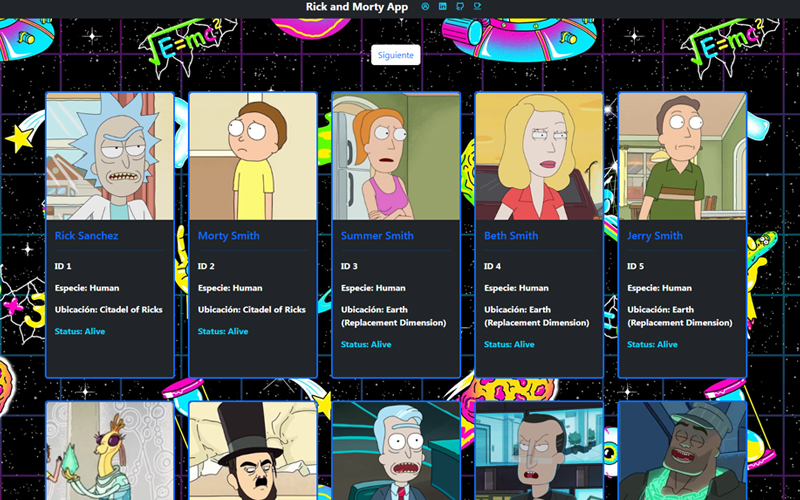 Rick and Morty App
E=mc²
E=mc²
Siguiente
Rick Sanchez
ID 1
Especie: Human
Ubicación: Citadel of Ricks
Status: Alive
Morty Smith
ID 2
Especie: Human
Ubicación: Citadel of Ricks
Status: Alive
Summer Smith
ID 3
Especie: Human
Ubicación: Earth
(Replacement Dimension)
Status: Alive
Beth Smith
ID 4
Especie: Human
Ubicación: Earth
(Replacement Dimension)
Status: Alive
Jerry Smith
ID 5
Especie: Human
Ubicación: Earth
(Replacement Dimension)
Status: Alive